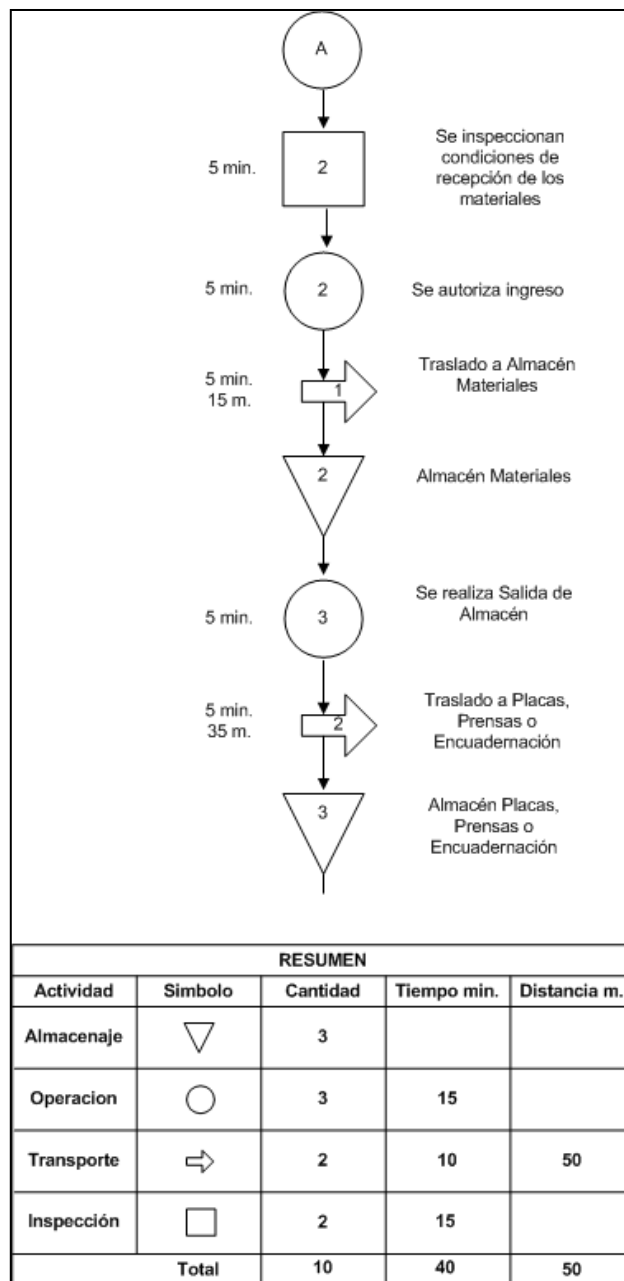 A
5 min.
2
Se inspeccionan
condiciones de
recepción de los
materiales
5 min.
2
Se autoriza ingreso
5 min.
15 m.
1
Traslado a Almacén
Materiales
2
Almacén Materiales
5 min.
3
Se realiza Salida de
Almacén
5 min.
35 m.
2
Traslado a Placas,
Prensas o
Encuadernación
3
Almacén Placas,
Prensas o
Encuadernación
RESUMEN
Actividad Simbolo Cantidad Tiempo min. Distancia m.
Almacenaje 3
Operacion 3 15
Transporte 2 10 50
Inspección 2 15
Total 10 40 50